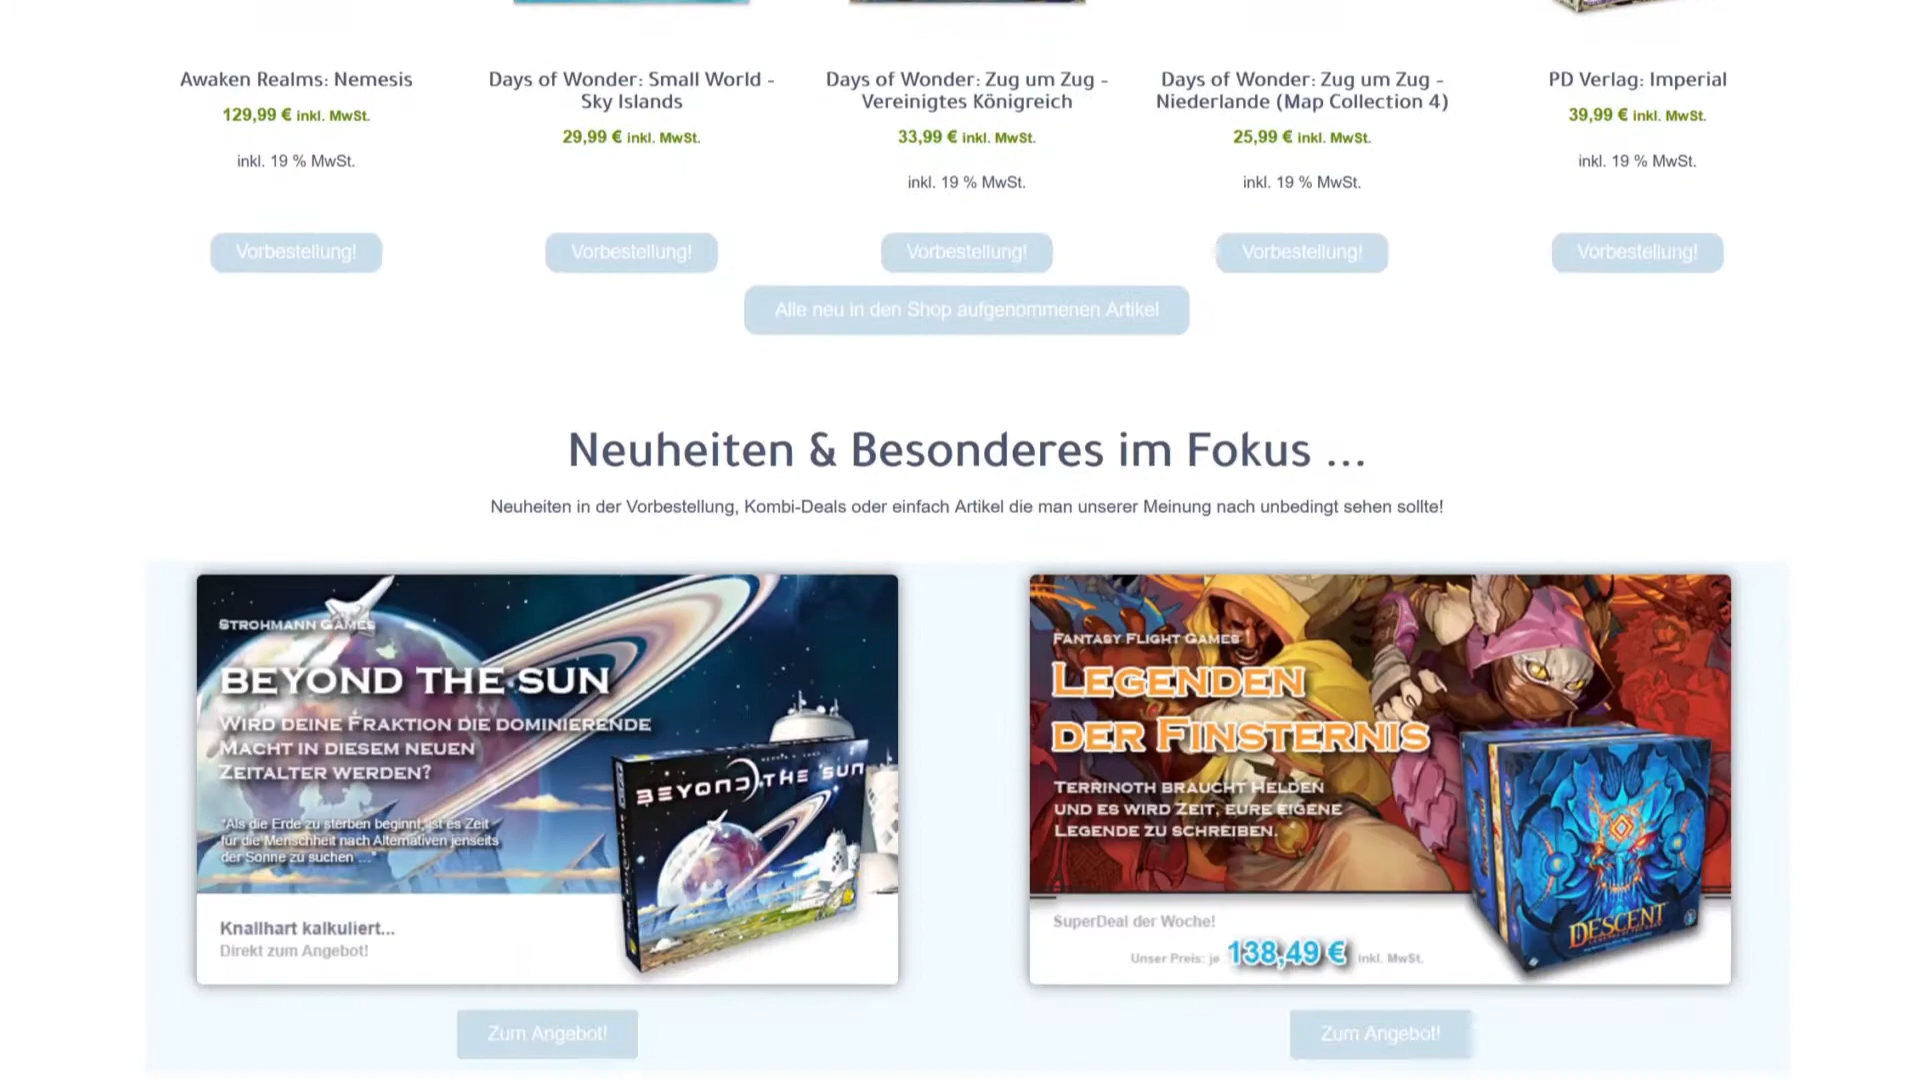 Awaken Realms: Nemesis
129,99 € inkl. MwSt.
inkl. 19 % MwSt.
Vorbestellung!
Days of Wonder: Small World -
Sky Islands
29,99 € inkl. MwSt.
Vorbestellung!
Days of Wonder: Zug um Zug -
Vereinigtes Königreich
33,99 € inkl. MwSt.
inkl. 19 % MwSt.
Vorbestellung!
Days of Wonder: Zug um Zug -
Niederlande (Map Collection 4)
25,99 € inkl. MwSt.
inkl. 19 % MwSt.
Vorbestellung!
PD Verlag: Imperial
39,99 € inkl. MwSt.
inkl. 19 % MwSt.
Vorbestellung!
Alle neu in den Shop aufgenommenen Artikel
Neuheiten & Besonderes im Fokus ...
Neuheiten in der Vorbestellung, Kombi-Deals oder einfach Artikel die man unserer Meinung nach unbedingt sehen sollte!
Strohmann Games
Beyond the Sun
Wird deine Fraktion die dominierende
Macht in diesem neuen
Zeitalter werden?
"Als die Erde zu sterben beginnt, ist es Zeit
für die Menschheit nach Alternativen jenseits
der Sonne zu suchen ..."
BEYOND THE SUN
Knallhart kalkuliert...
Direkt zum Angebot!
Zum Angebot!
Fantasy Flight Games
Legenden
der Finsternis
Terrinoth braucht Helden
und es wird Zeit, eure eigene
Legende zu schreiben.
DESCENT
SuperDeal der Woche!
Unser Preis: je 138,49 € inkl. MwSt.
Zum Angebot!